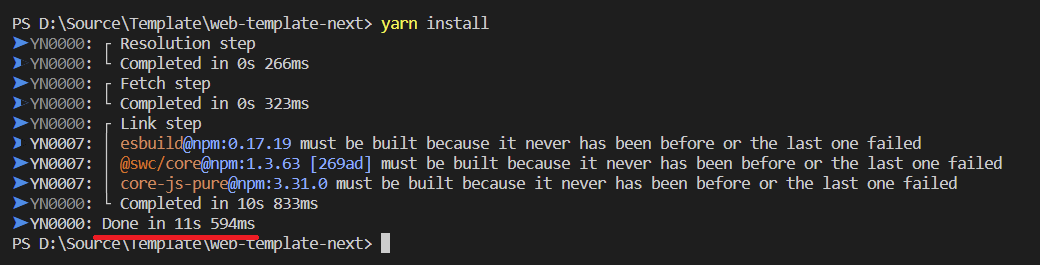 PS D:\Source\Template\web-template-next> yarn install
➤ YN0000: ┌ Resolution step
➤ YN0000: └ Completed in 0s 266ms
➤ YN0000: ┌ Fetch step
➤ YN0000: └ Completed in 0s 323ms
➤ YN0000: ┌ Link step
➤ YN0007: │ esbuild@npm:0.17.19 must be built because it never has been before or the last one failed
➤ YN0007: │ @swc/core@npm:1.3.63 [269ad] must be built because it never has been before or the last one failed
➤ YN0007: │ core-js-pure@npm:3.31.0 must be built because it never has been before or the last one failed
➤ YN0000: └ Completed in 10s 833ms
➤ YN0000: Done in 11s 594ms
PS D:\Source\Template\web-template-next>